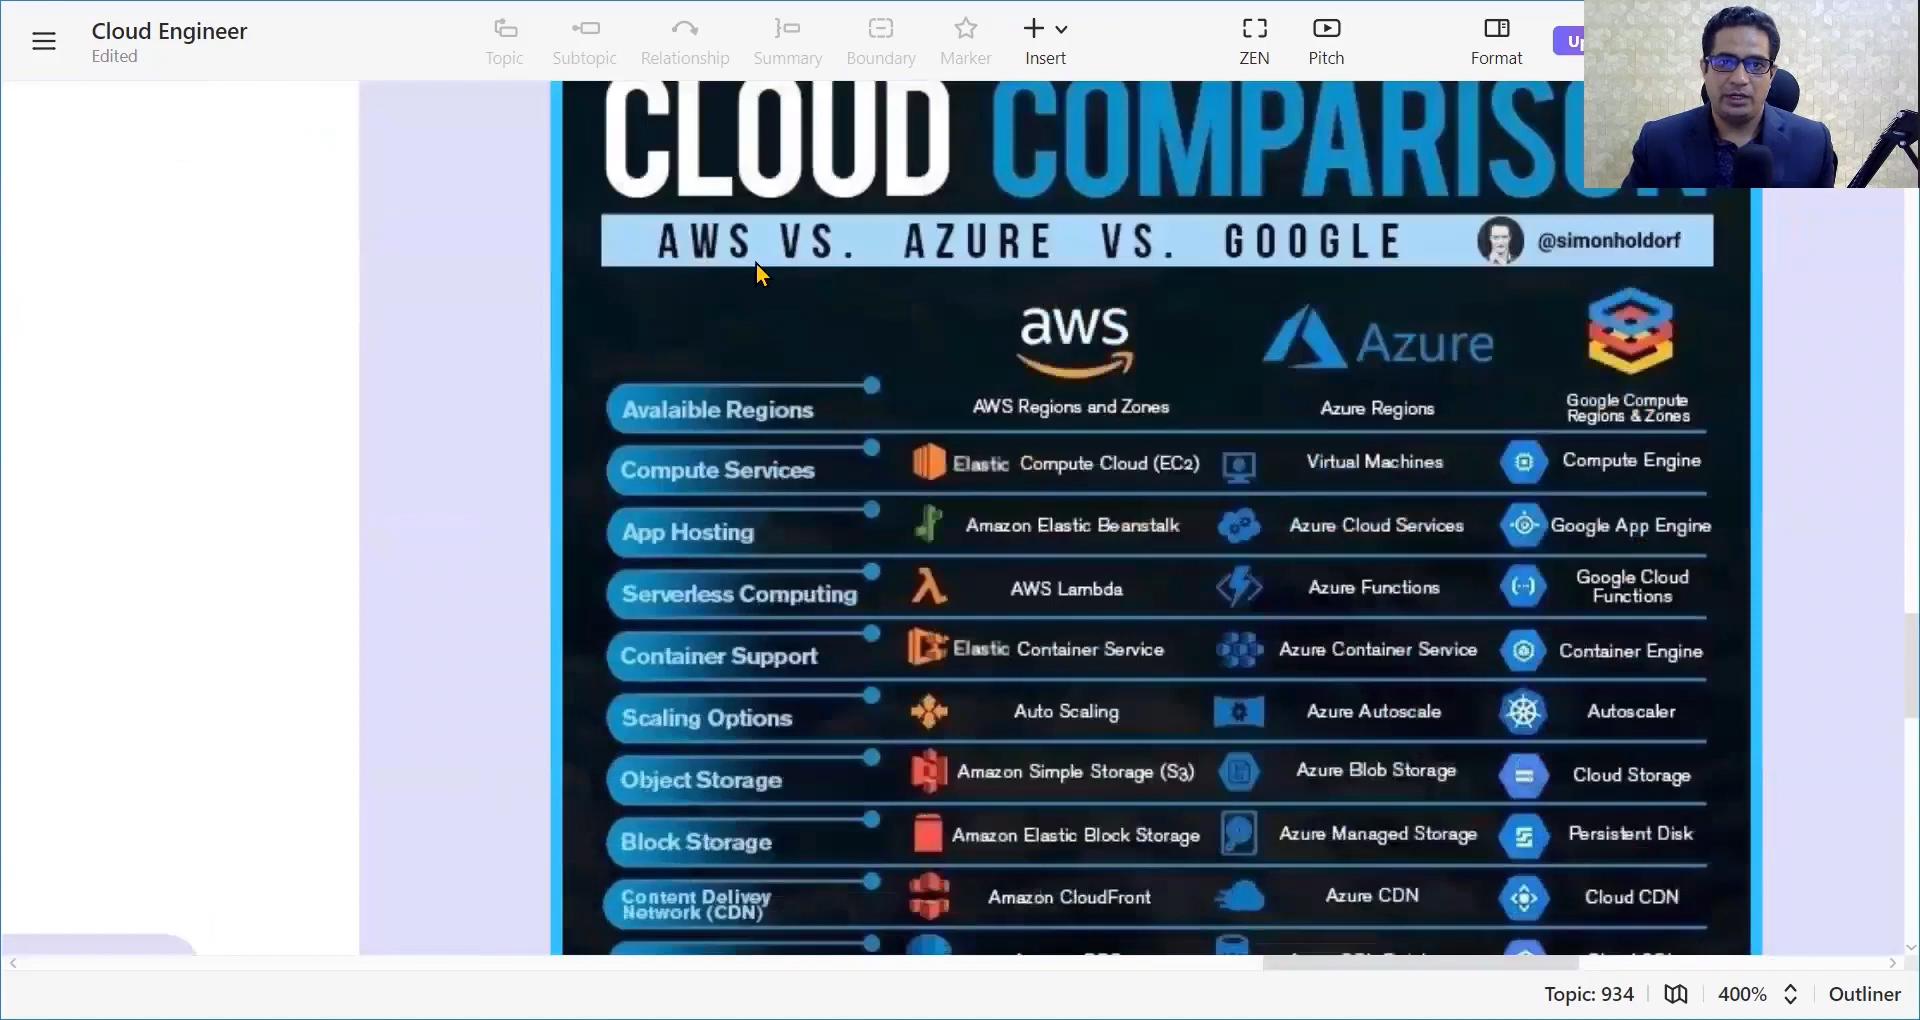 Cloud Engineer
Edited
Topic
Subtopic
Relationship
Summary
Boundary
Marker
Insert
ZEN
Pitch
Format
CLOUD COMPARISON
AWS VS. AZURE VS. GOOGLE @simonholdorf
aws Azure
Avalaible Regions AWS Regions and Zones Azure Regions Google Compute
Regions & Zones
Compute Services Elastic Compute Cloud (EC2) Virtual Machines Compute Engine
App Hosting Amazon Elastic Beanstalk Azure Cloud Services Google App Engine
Serverless Computing AWS Lambda Azure Functions Google Cloud
Functions
Container Support Elastic Container Service Azure Container Service Container Engine
Scaling Options Auto Scaling Azure Autoscale Autoscaler
Object Storage Amazon Simple Storage (S3) Azure Blob Storage Cloud Storage
Block Storage Amazon Elastic Block Storage Azure Managed Storage Persistent Disk
Content Delivey
Network (CDN) Amazon CloudFront Azure CDN Cloud CDN
Topic: 934
400%
Outliner